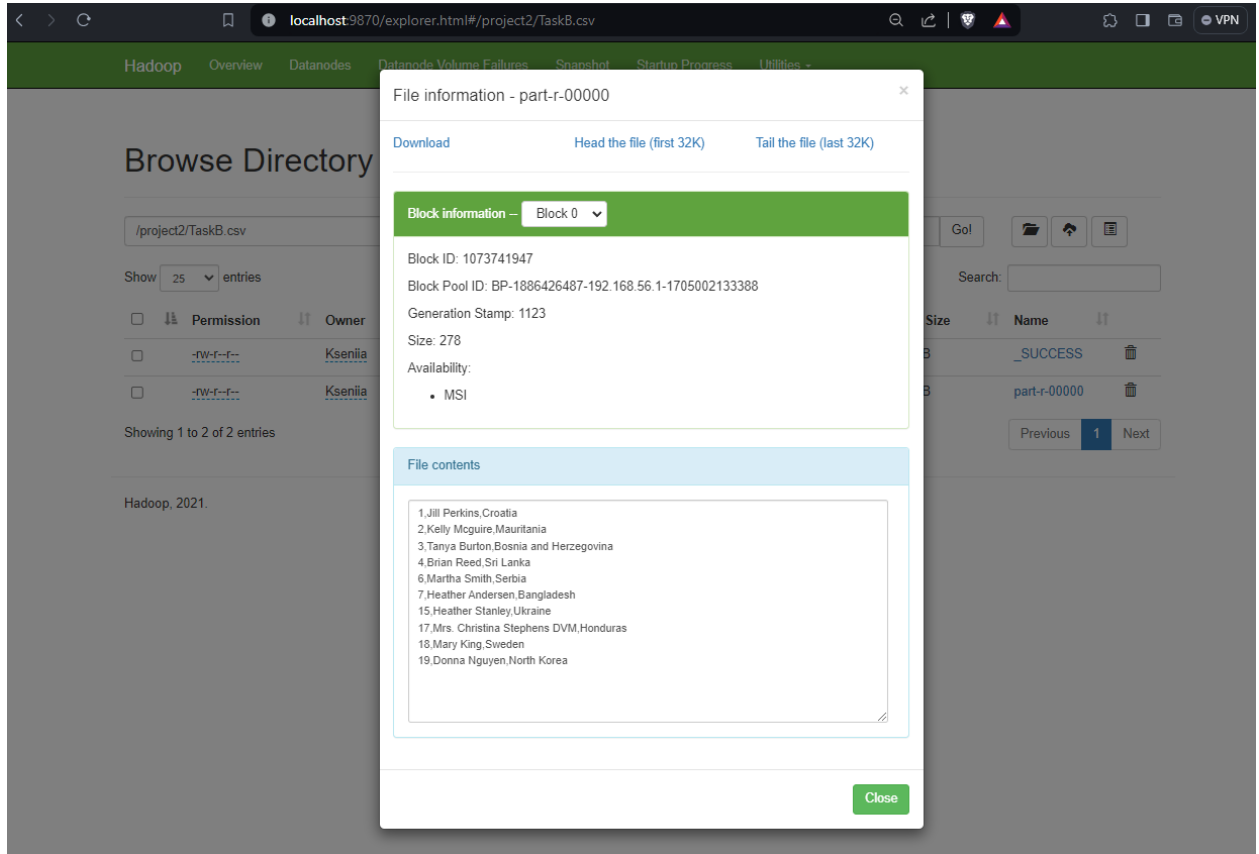 localhost:9870/explorer.html#/project2/TaskB.csv
VPN
Hadoop Overview Datanodes Datanode Volume Failures Snapshot Startup Progress Utilities
File information - part-r-00000
×
Download Head the file (first 32K) Tail the file (last 32K)
Browse Directory
Block information -- Block 0
/project2/TaskB.csv Go!
Block ID: 1073741947
Show 25 entries Search:
Block Pool ID: BP-1886426487-192.168.56.1-1705002133388
Generation Stamp: 1123
Permission Owner Size Name
Size: 278
-rw-r--r-- Kseniia B _SUCCESS
Availability:
-rw-r--r-- Kseniia B part-r-00000
• MSI
Showing 1 to 2 of 2 entries Previous 1 Next
File contents
Hadoop, 2021.
1,Jill Perkins,Croatia
2,Kelly Mcguire,Mauritania
3,Tanya Burton,Bosnia and Herzegovina
4,Brian Reed,Sri Lanka
6,Martha Smith,Serbia
7,Heather Andersen,Bangladesh
15,Heather Stanley,Ukraine
17,Mrs. Christina Stephens DVM,Honduras
18,Mary King,Sweden
19,Donna Nguyen,North Korea
Close